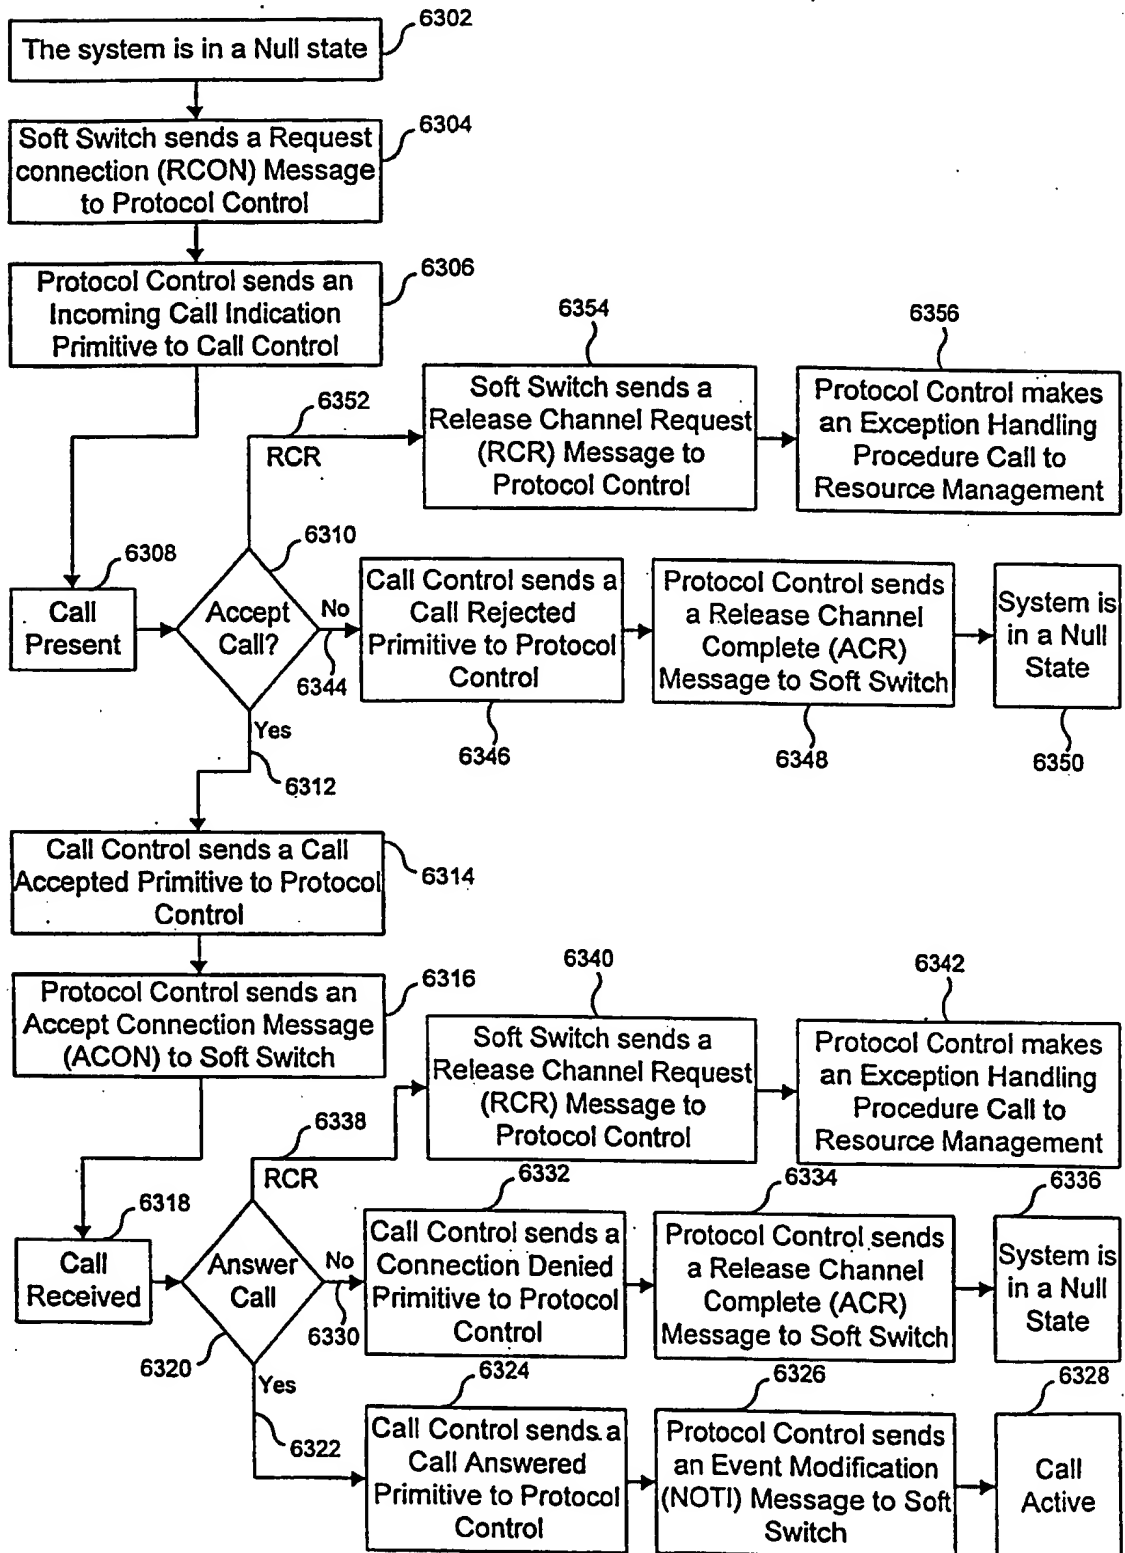 6302
The system is in a Null state
6304
Soft Switch sends a Request
connection (RCON) Message
to Protocol Control
6306
Protocol Control sends an
Incoming Call Indication
Primitive to Call Control
6354
6356
Soft Switch sends a
Release Channel Request
(RCR) Message to
Protocol Control
Protocol Control makes
an Exception Handling
Procedure Call to
Resource Management
6352
RCR
6308
6310
Call
Present
Accept
Call?
No
6344
Call Control sends a
Call Rejected
Primitive to Protocol
Control
Protocol Control sends
a Release Channel
Complete (ACR)
Message to Soft Switch
System is
in a Null
State
6346
6348
6350
Yes
6312
Call Control sends a Call
Accepted Primitive to Protocol
Control
6314
Protocol Control sends an
Accept Connection Message
(ACON) to Soft Switch
6316
6340
6342
Soft Switch sends a
Release Channel Request
(RCR) Message to
Protocol Control
Protocol Control makes
an Exception Handling
Procedure Call to
Resource Management
6338
RCR
6332
6334
6336
6318
Call
Received
Answer
Call
No
6330
6320
Call Control sends a
Connection Denied
Primitive to Protocol
Control
Protocol Control sends
a Release Channel
Complete (ACR)
Message to Soft Switch
System is
in a Null
State
Yes
6322
6324
6326
6328
Call Control sends a
Call Answered
Primitive to Protocol
Control
Protocol Control sends
an Event Modification
(NOTI) Message to Soft
Switch
Call
Active